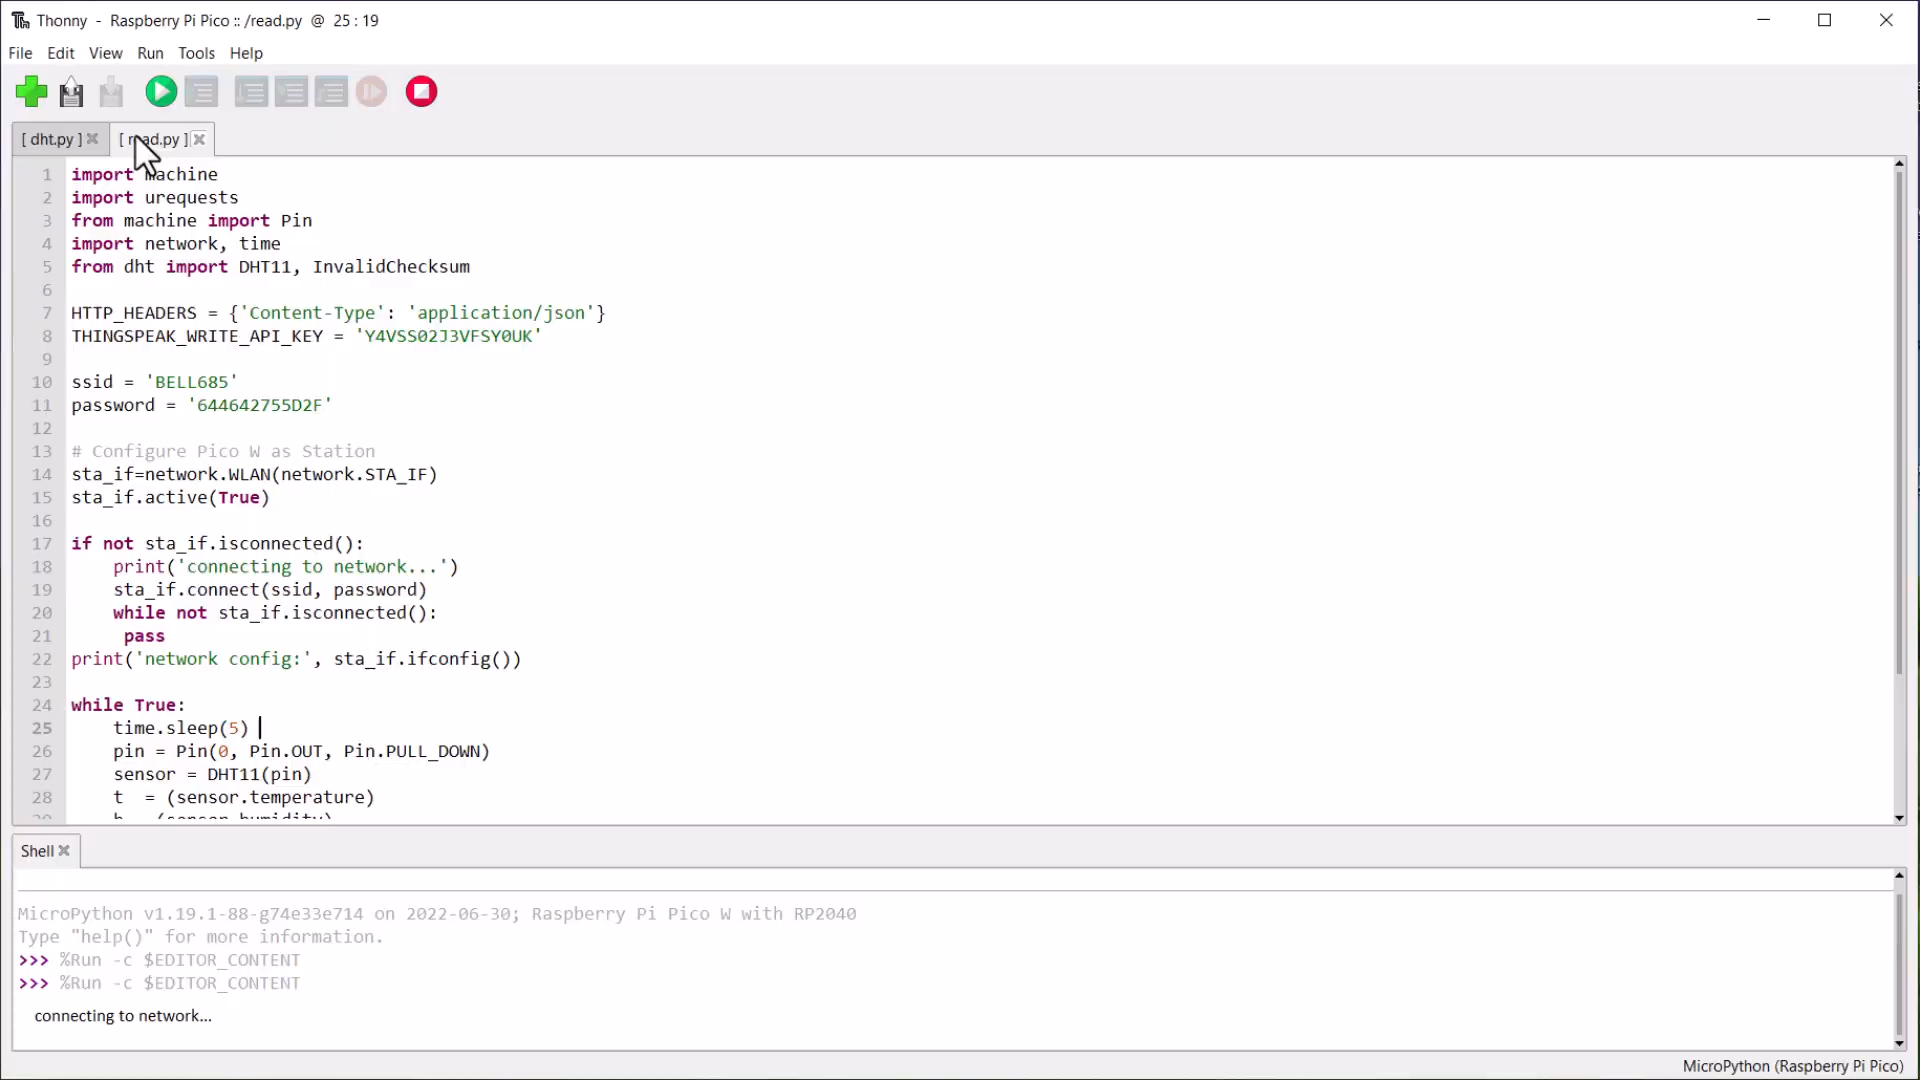 Thonny - Raspberry Pi Pico :: /read.py @ 25 : 19
File Edit View Run Tools Help
[ dht.py ] [ read.py ]
1 import machine
2 import urequests
3 from machine import Pin
4 import network, time
5 from dht import DHT11, InvalidChecksum
6
7 HTTP_HEADERS = {'Content-Type': 'application/json'}
8 THINGSPEAK_WRITE_API_KEY = 'Y4VSS02J3VFSY0UK'
9
10 ssid = 'BELL685'
11 password = '644642755D2F'
12
13 # Configure Pico W as Station
14 sta_if=network.WLAN(network.STA_IF)
15 sta_if.active(True)
16
17 if not sta_if.isconnected():
18     print('connecting to network...')
19     sta_if.connect(ssid, password)
20     while not sta_if.isconnected():
21      pass
22 print('network config:', sta_if.ifconfig())
23
24 while True:
25     time.sleep(5)
26     pin = Pin(0, Pin.OUT, Pin.PULL_DOWN)
27     sensor = DHT11(pin)
28     t  = (sensor.temperature)
Shell
MicroPython v1.19.1-88-g74e33e714 on 2022-06-30; Raspberry Pi Pico W with RP2040
Type "help()" for more information.
>>> %Run -c $EDITOR_CONTENT
>>> %Run -c $EDITOR_CONTENT
connecting to network...
MicroPython (Raspberry Pi Pico)